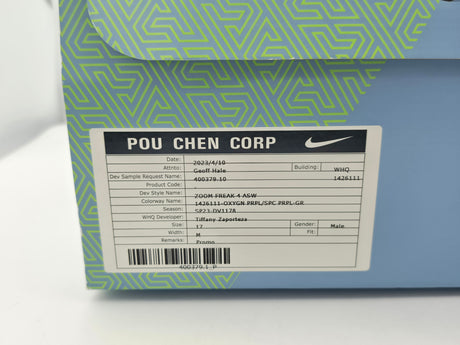 POU CHEN CORP
Date: 2023/4/10
Attnto: Geoff Hale Building: WHQ
Dev Sample Request Name: 400379.10 1426111
Product Code: .
Dev Style Name: ZOOM FREAK 4 ASW
Colorway Name: 1426111-OXYGN PRPL/SPC PRPL-GR
Season: SP23-DV1178
WHQ Developer: Tiffany Zaporteza
Size: 17 Gender: Male
Width: M Fit:
Remarks: Promo
400379.1_P